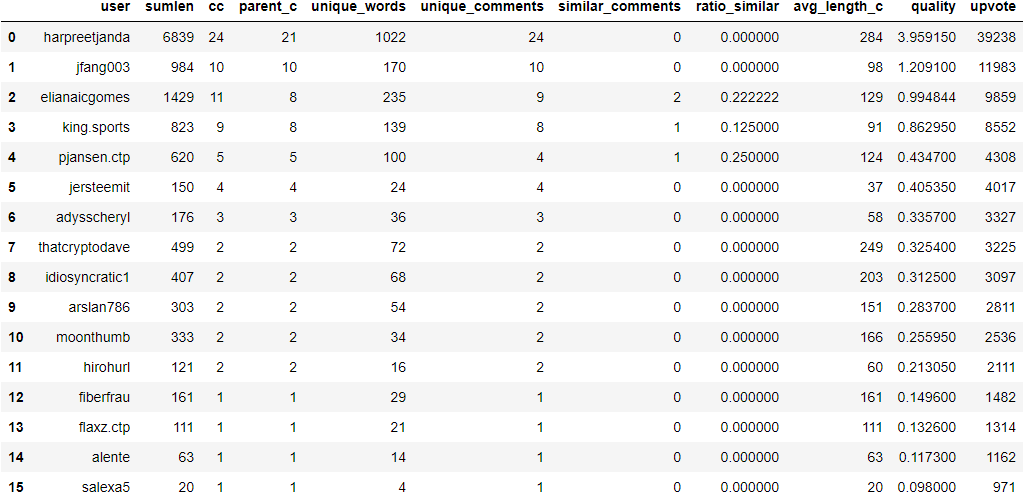 user sumlen cc parent_c unique_words unique_comments similar_comments ratio_similar avg_length_c quality upvote
0 harpreetjanda 6839 24 21 1022 24 0 0.000000 284 3.959150 39238
1 jfang003 984 10 10 170 10 0 0.000000 98 1.209100 11983
2 elianaicgomes 1429 11 8 235 9 2 0.222222 129 0.994844 9859
3 king.sports 823 9 8 139 8 1 0.125000 91 0.862950 8552
4 pjansen.ctp 620 5 5 100 4 1 0.250000 124 0.434700 4308
5 jersteemit 150 4 4 24 4 0 0.000000 37 0.405350 4017
6 adysscheryl 176 3 3 36 3 0 0.000000 58 0.335700 3327
7 thatcryptodave 499 2 2 72 2 0 0.000000 249 0.325400 3225
8 idiosyncratic1 407 2 2 68 2 0 0.000000 203 0.312500 3097
9 arslan786 303 2 2 54 2 0 0.000000 151 0.283700 2811
10 moonthumb 333 2 2 34 2 0 0.000000 166 0.255950 2536
11 hirohurl 121 2 2 16 2 0 0.000000 60 0.213050 2111
12 fiberfrau 161 1 1 29 1 0 0.000000 161 0.149600 1482
13 flaxz.ctp 111 1 1 21 1 0 0.000000 111 0.132600 1314
14 alente 63 1 1 14 1 0 0.000000 63 0.117300 1162
15 salexa5 20 1 1 4 1 0 0.000000 20 0.098000 971